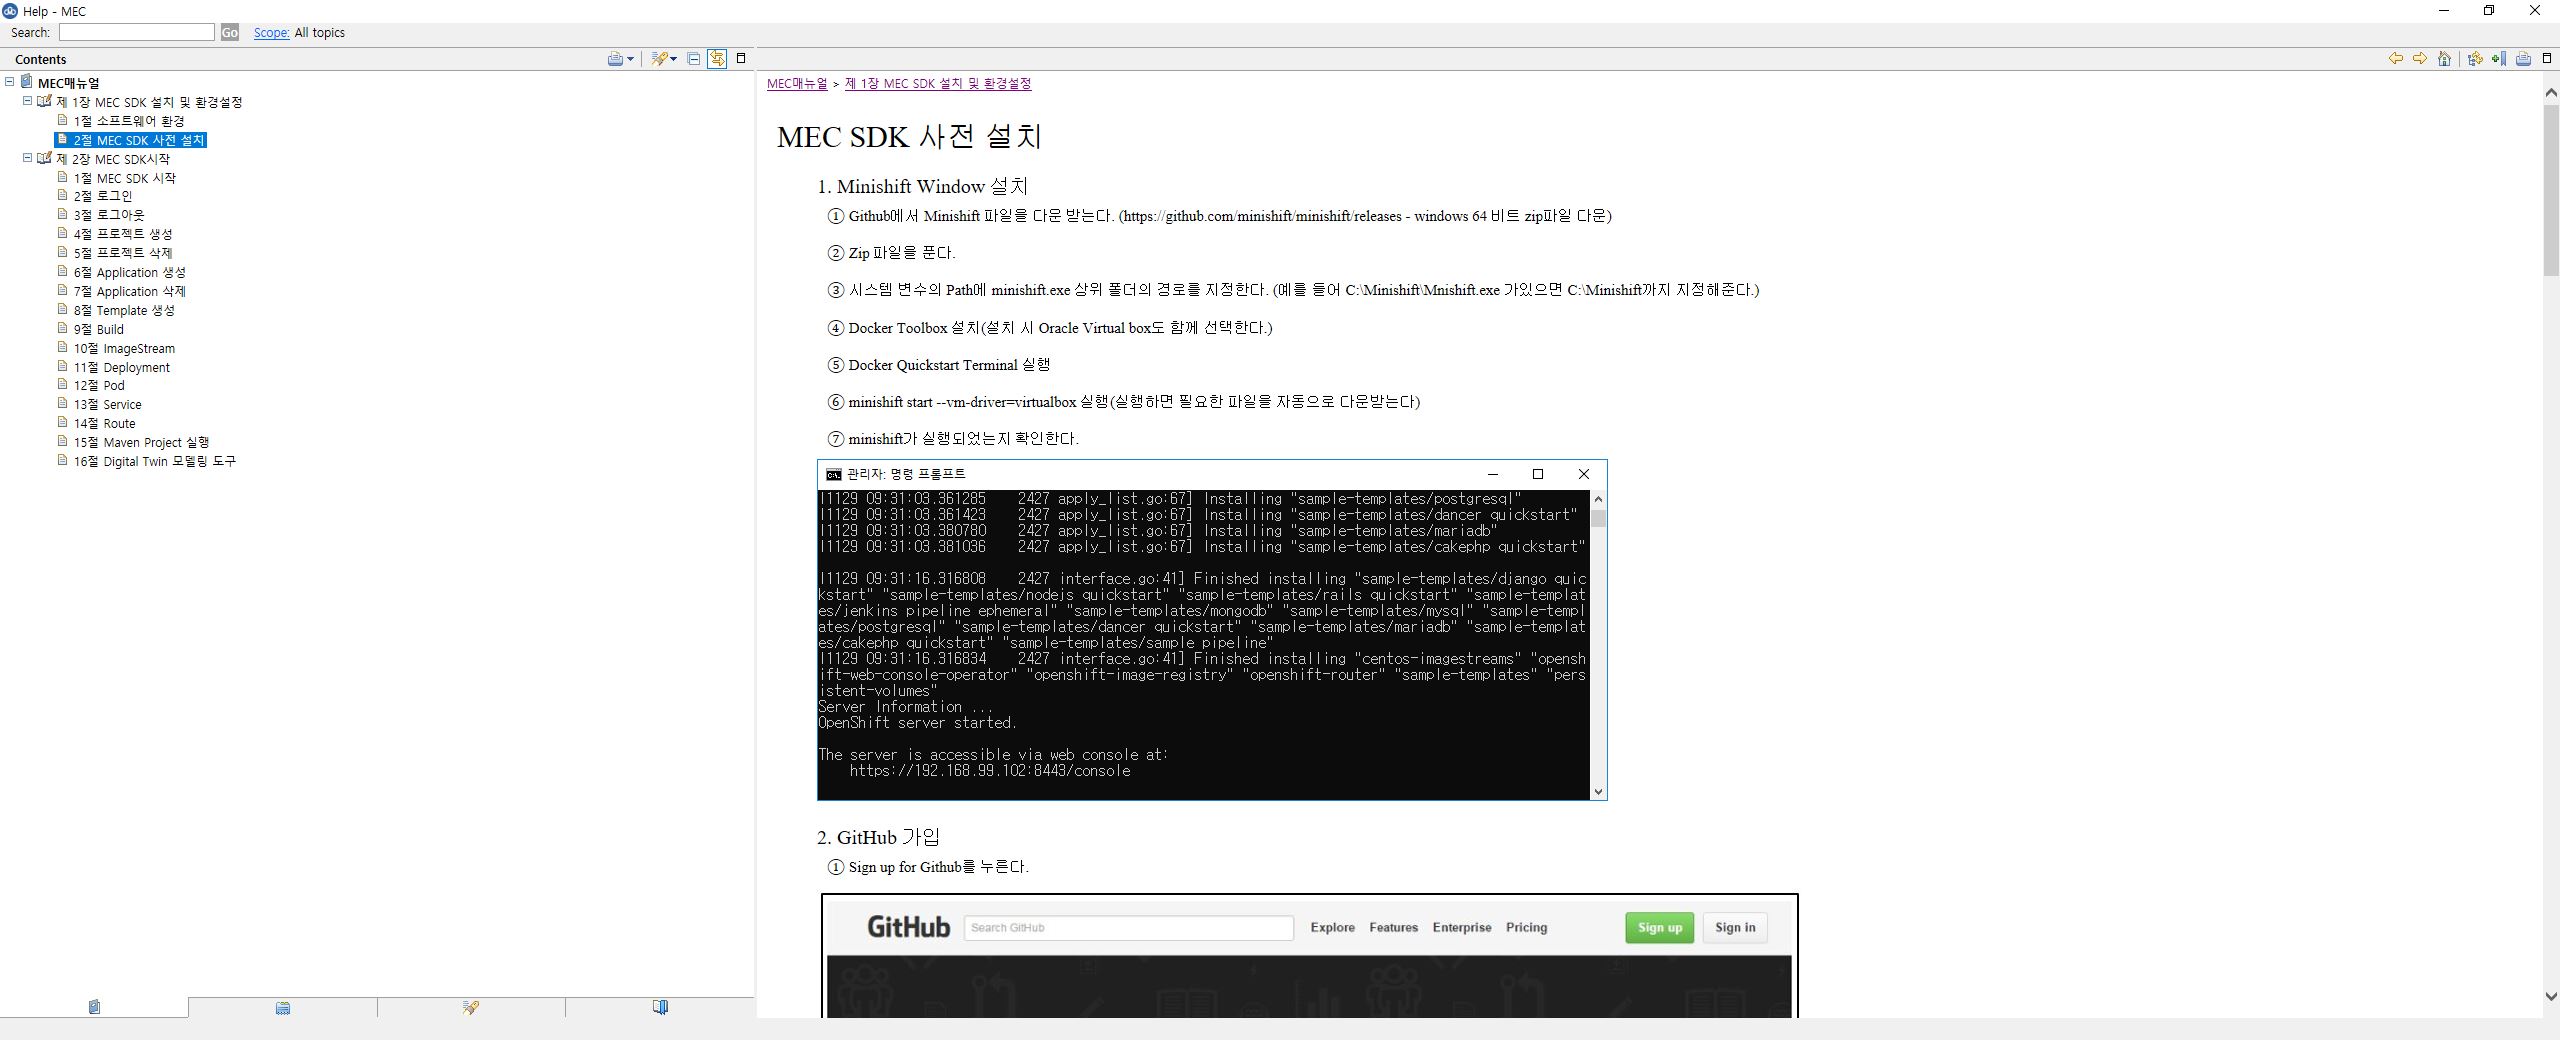 Help - MEC
Search:
Go
Scope: All topics
Contents
MEC매뉴얼
제 1장 MEC SDK 설치 및 환경설정
1절 소프트웨어 환경
2절 MEC SDK 사전 설치
제 2장 MEC SDK시작
1절 MEC SDK 시작
2절 로그인
3절 로그아웃
4절 프로젝트 생성
5절 프로젝트 삭제
6절 Application 생성
7절 Application 삭제
8절 Template 생성
9절 Build
10절 ImageStream
11절 Deployment
12절 Pod
13절 Service
14절 Route
15절 Maven Project 실행
16절 Digital Twin 모델링 도구
MEC매뉴얼 > 제 1장 MEC SDK 설치 및 환경설정
MEC SDK 사전 설치
1. Minishift Window 설치
① Github에서 Minishift 파일을 다운 받는다. (https://github.com/minishift/minishift/releases - windows 64 비트 zip파일 다운)
② Zip 파일을 푼다.
③ 시스템 변수의 Path에 minishift.exe 상위 폴더의 경로를 지정한다. (예를 들어 C:\Minishift\Mnishift.exe 가있으면 C:\Minishift까지 지정해준다.)
④ Docker Toolbox 설치(설치 시 Oracle Virtual box도 함께 선택한다.)
⑤ Docker Quickstart Terminal 실행
⑥ minishift start --vm-driver=virtualbox 실행(실행하면 필요한 파일을 자동으로 다운받는다)
⑦ minishift가 실행되었는지 확인한다.
관리자: 명령 프롬프트
I1129 09:31:03.361285    2427 apply_list.go:67] Installing "sample-templates/postgresql"
I1129 09:31:03.361423    2427 apply_list.go:67] Installing "sample-templates/dancer quickstart"
I1129 09:31:03.380780    2427 apply_list.go:67] Installing "sample-templates/mariadb"
I1129 09:31:03.381036    2427 apply_list.go:67] Installing "sample-templates/cakephp quickstart"
I1129 09:31:16.316808    2427 interface.go:41] Finished installing "sample-templates/django quic
kstart" "sample-templates/nodejs quickstart" "sample-templates/rails quickstart" "sample-templat
es/jenkins pipeline ephemeral" "sample-templates/mongodb" "sample-templates/mysql" "sample-templ
ates/postgresql" "sample-templates/dancer quickstart" "sample-templates/mariadb" "sample-templat
es/cakephp quickstart" "sample-templates/sample pipeline"
I1129 09:31:16.316834    2427 interface.go:41] Finished installing "centos-imagestreams" "opensh
ift-web-console-operator" "openshift-image-registry" "openshift-router" "sample-templates" "pers
istent-volumes"
Server Information ...
OpenShift server started.
The server is accessible via web console at:
https://192.168.99.102:8443/console
2. GitHub 가입
① Sign up for Github를 누른다.
GitHub
Search GitHub
Explore Features Enterprise Pricing
Sign up
Sign in